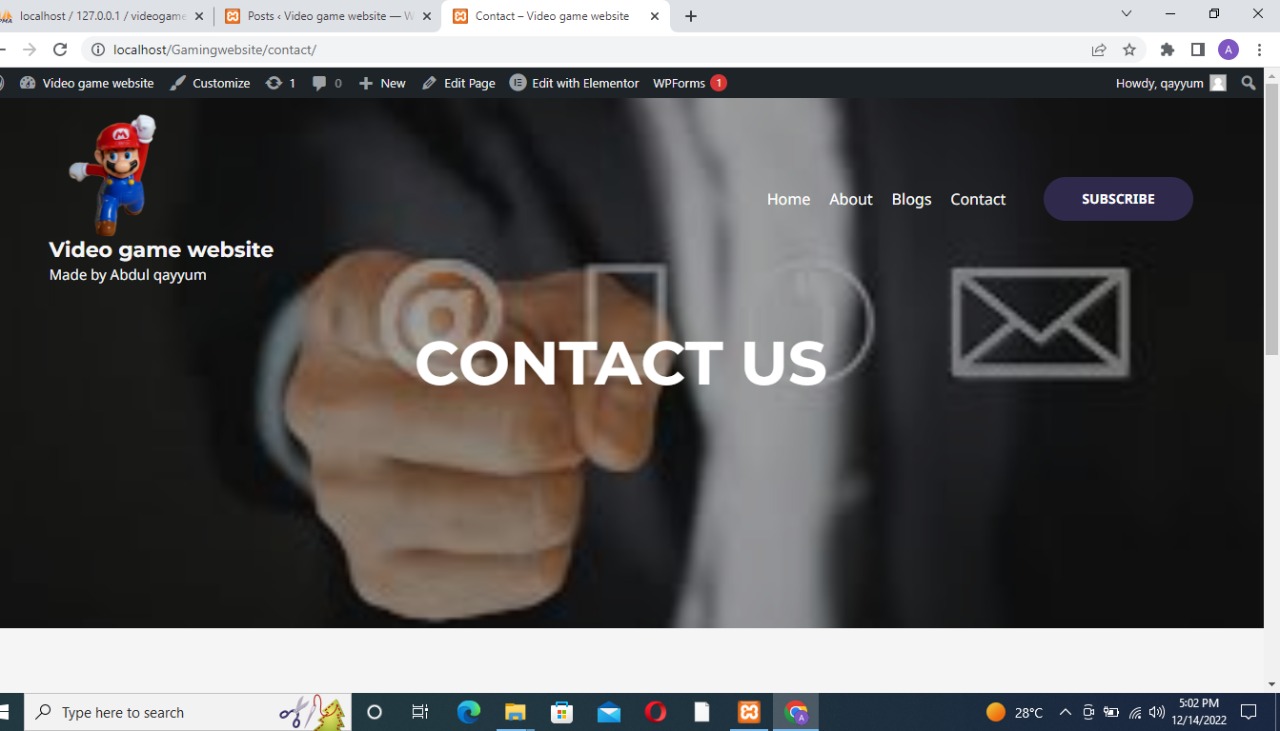 localhost / 127.0.0.1 / videogame
Posts ‹ Video game website — W
Contact – Video game website
localhost/Gamingwebsite/contact/
A
Video game website
Customize
1
0
New
Edit Page
Edit with Elementor
WPForms 1
Howdy, qayyum
M
Home
About
Blogs
Contact
SUBSCRIBE
Video game website
Made by Abdul qayyum
@
CONTACT US
Type here to search
A
28°C
5:02 PM
12/14/2022